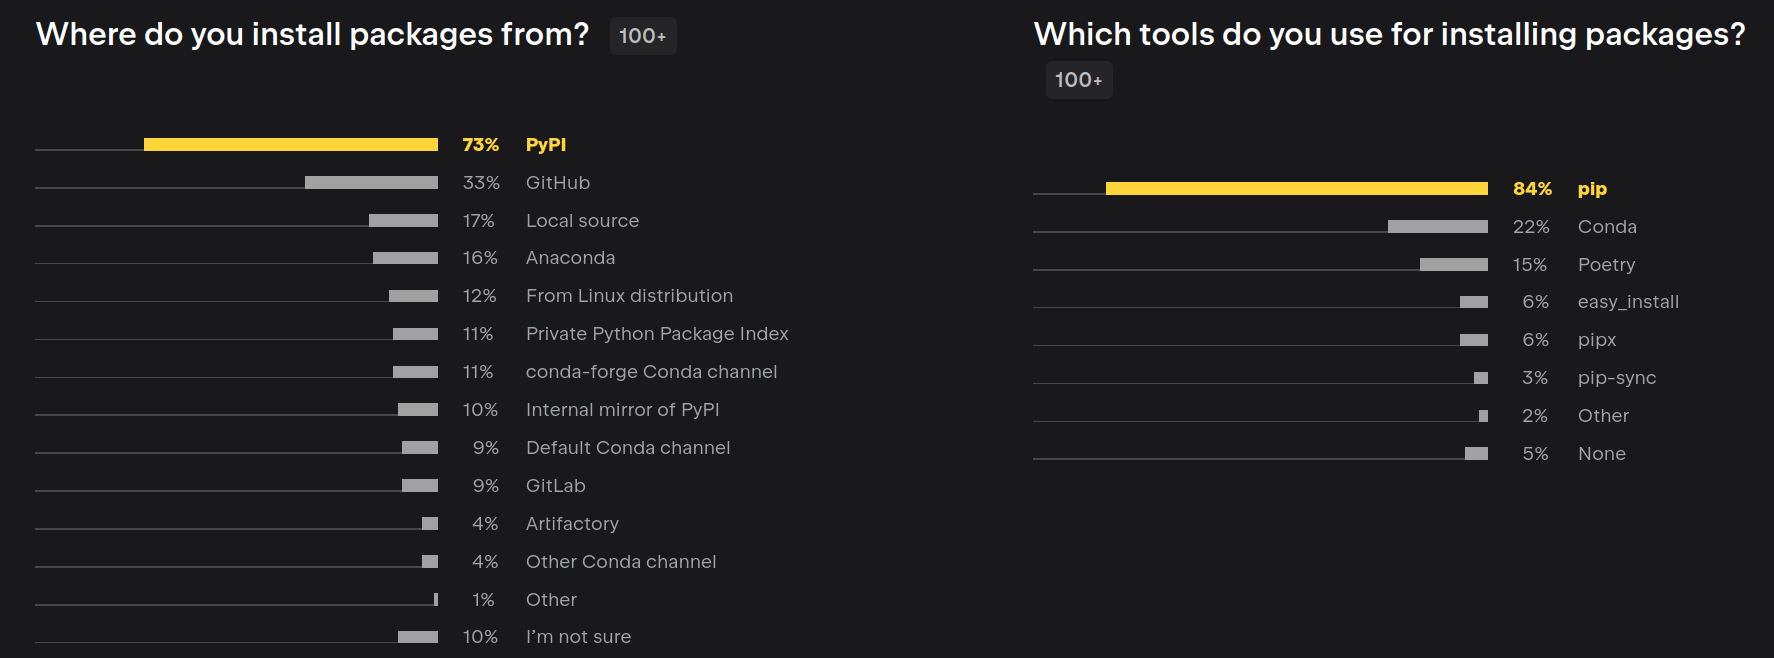 Where do you install packages from? 100+
73% PyPI
33% GitHub
17% Local source
16% Anaconda
12% From Linux distribution
11% Private Python Package Index
11% conda-forge Conda channel
10% Internal mirror of PyPI
9% Default Conda channel
9% GitLab
4% Artifactory
4% Other Conda channel
1% Other
10% I’m not sure
Which tools do you use for installing packages?
100+
84% pip
22% Conda
15% Poetry
6% easy_install
6% pipx
3% pip-sync
2% Other
5% None